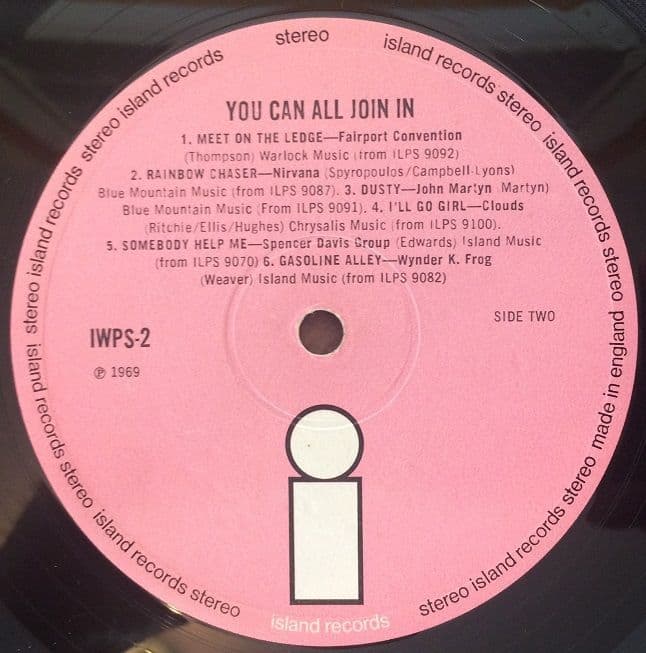 stereo
island records stereo island records stereo island records stereo made in england
stereo island records stereo island records stereo island records
YOU CAN ALL JOIN IN
1. MEET ON THE LEDGE—Fairport Convention
(Thompson) Warlock Music (from ILPS 9092)
2. RAINBOW CHASER—Nirvana (Spyropoulos/Campbell-Lyons)
Blue Mountain Music (from ILPS 9087). 3. DUSTY—John Martyn (Martyn)
Blue Mountain Music (From ILPS 9091). 4. I'LL GO GIRL—Clouds
(Ritchie/Ellis/Hughes) Chrysalis Music (from ILPS 9100).
5. SOMEBODY HELP ME—Spencer Davis Group (Edwards) Island Music
(from ILPS 9070) 6. GASOLINE ALLEY—Wynder K. Frog
(Weaver) Island Music (from ILPS 9082)
SIDE TWO
IWPS-2
℗ 1969
island records stereo
stereo island records stereo
i
island records